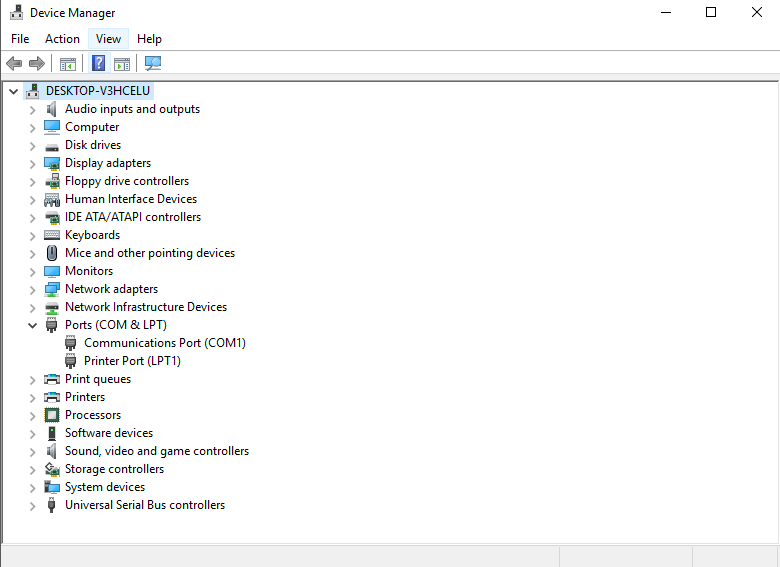 Device Manager
File Action View Help
DESKTOP-V3HCELU
Audio inputs and outputs
Computer
Disk drives
Display adapters
Floppy drive controllers
Human Interface Devices
IDE ATA/ATAPI controllers
Keyboards
Mice and other pointing devices
Monitors
Network adapters
Network Infrastructure Devices
Ports (COM & LPT)
Communications Port (COM1)
Printer Port (LPT1)
Print queues
Printers
Processors
Software devices
Sound, video and game controllers
Storage controllers
System devices
Universal Serial Bus controllers